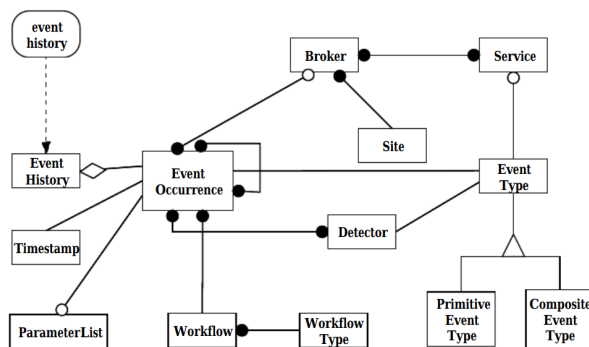 event
history
Broker
Service
Site
Event
History
Event
Occurrence
Event
Type
Timestamp
Detector
ParameterList
Workflow
Workflow
Type
Primitive
Event
Type
Composite
Event
Type